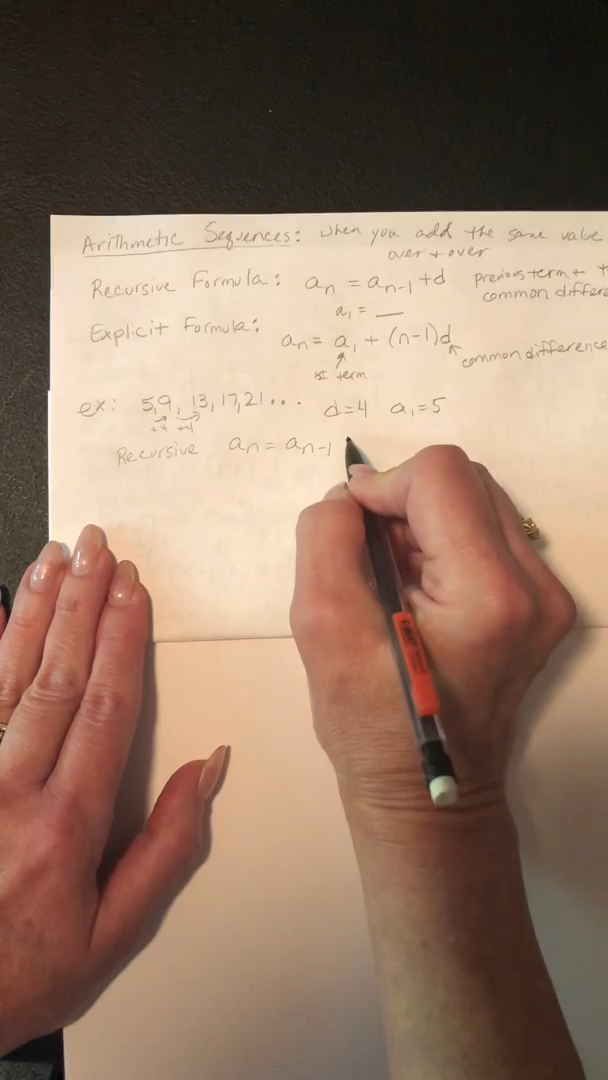 Arithmetic Sequences: When you add the same value
over + over
Recursive Formula: aₙ = aₙ₋₁ + d previous term +
a₁ = __ common differe
Explicit Formula: aₙ = a₁ + (n-1)d common difference
1st term
ex: 5, 9, 13, 17, 21... d=4 a₁=5
+4 +4
Recursive aₙ = aₙ₋₁